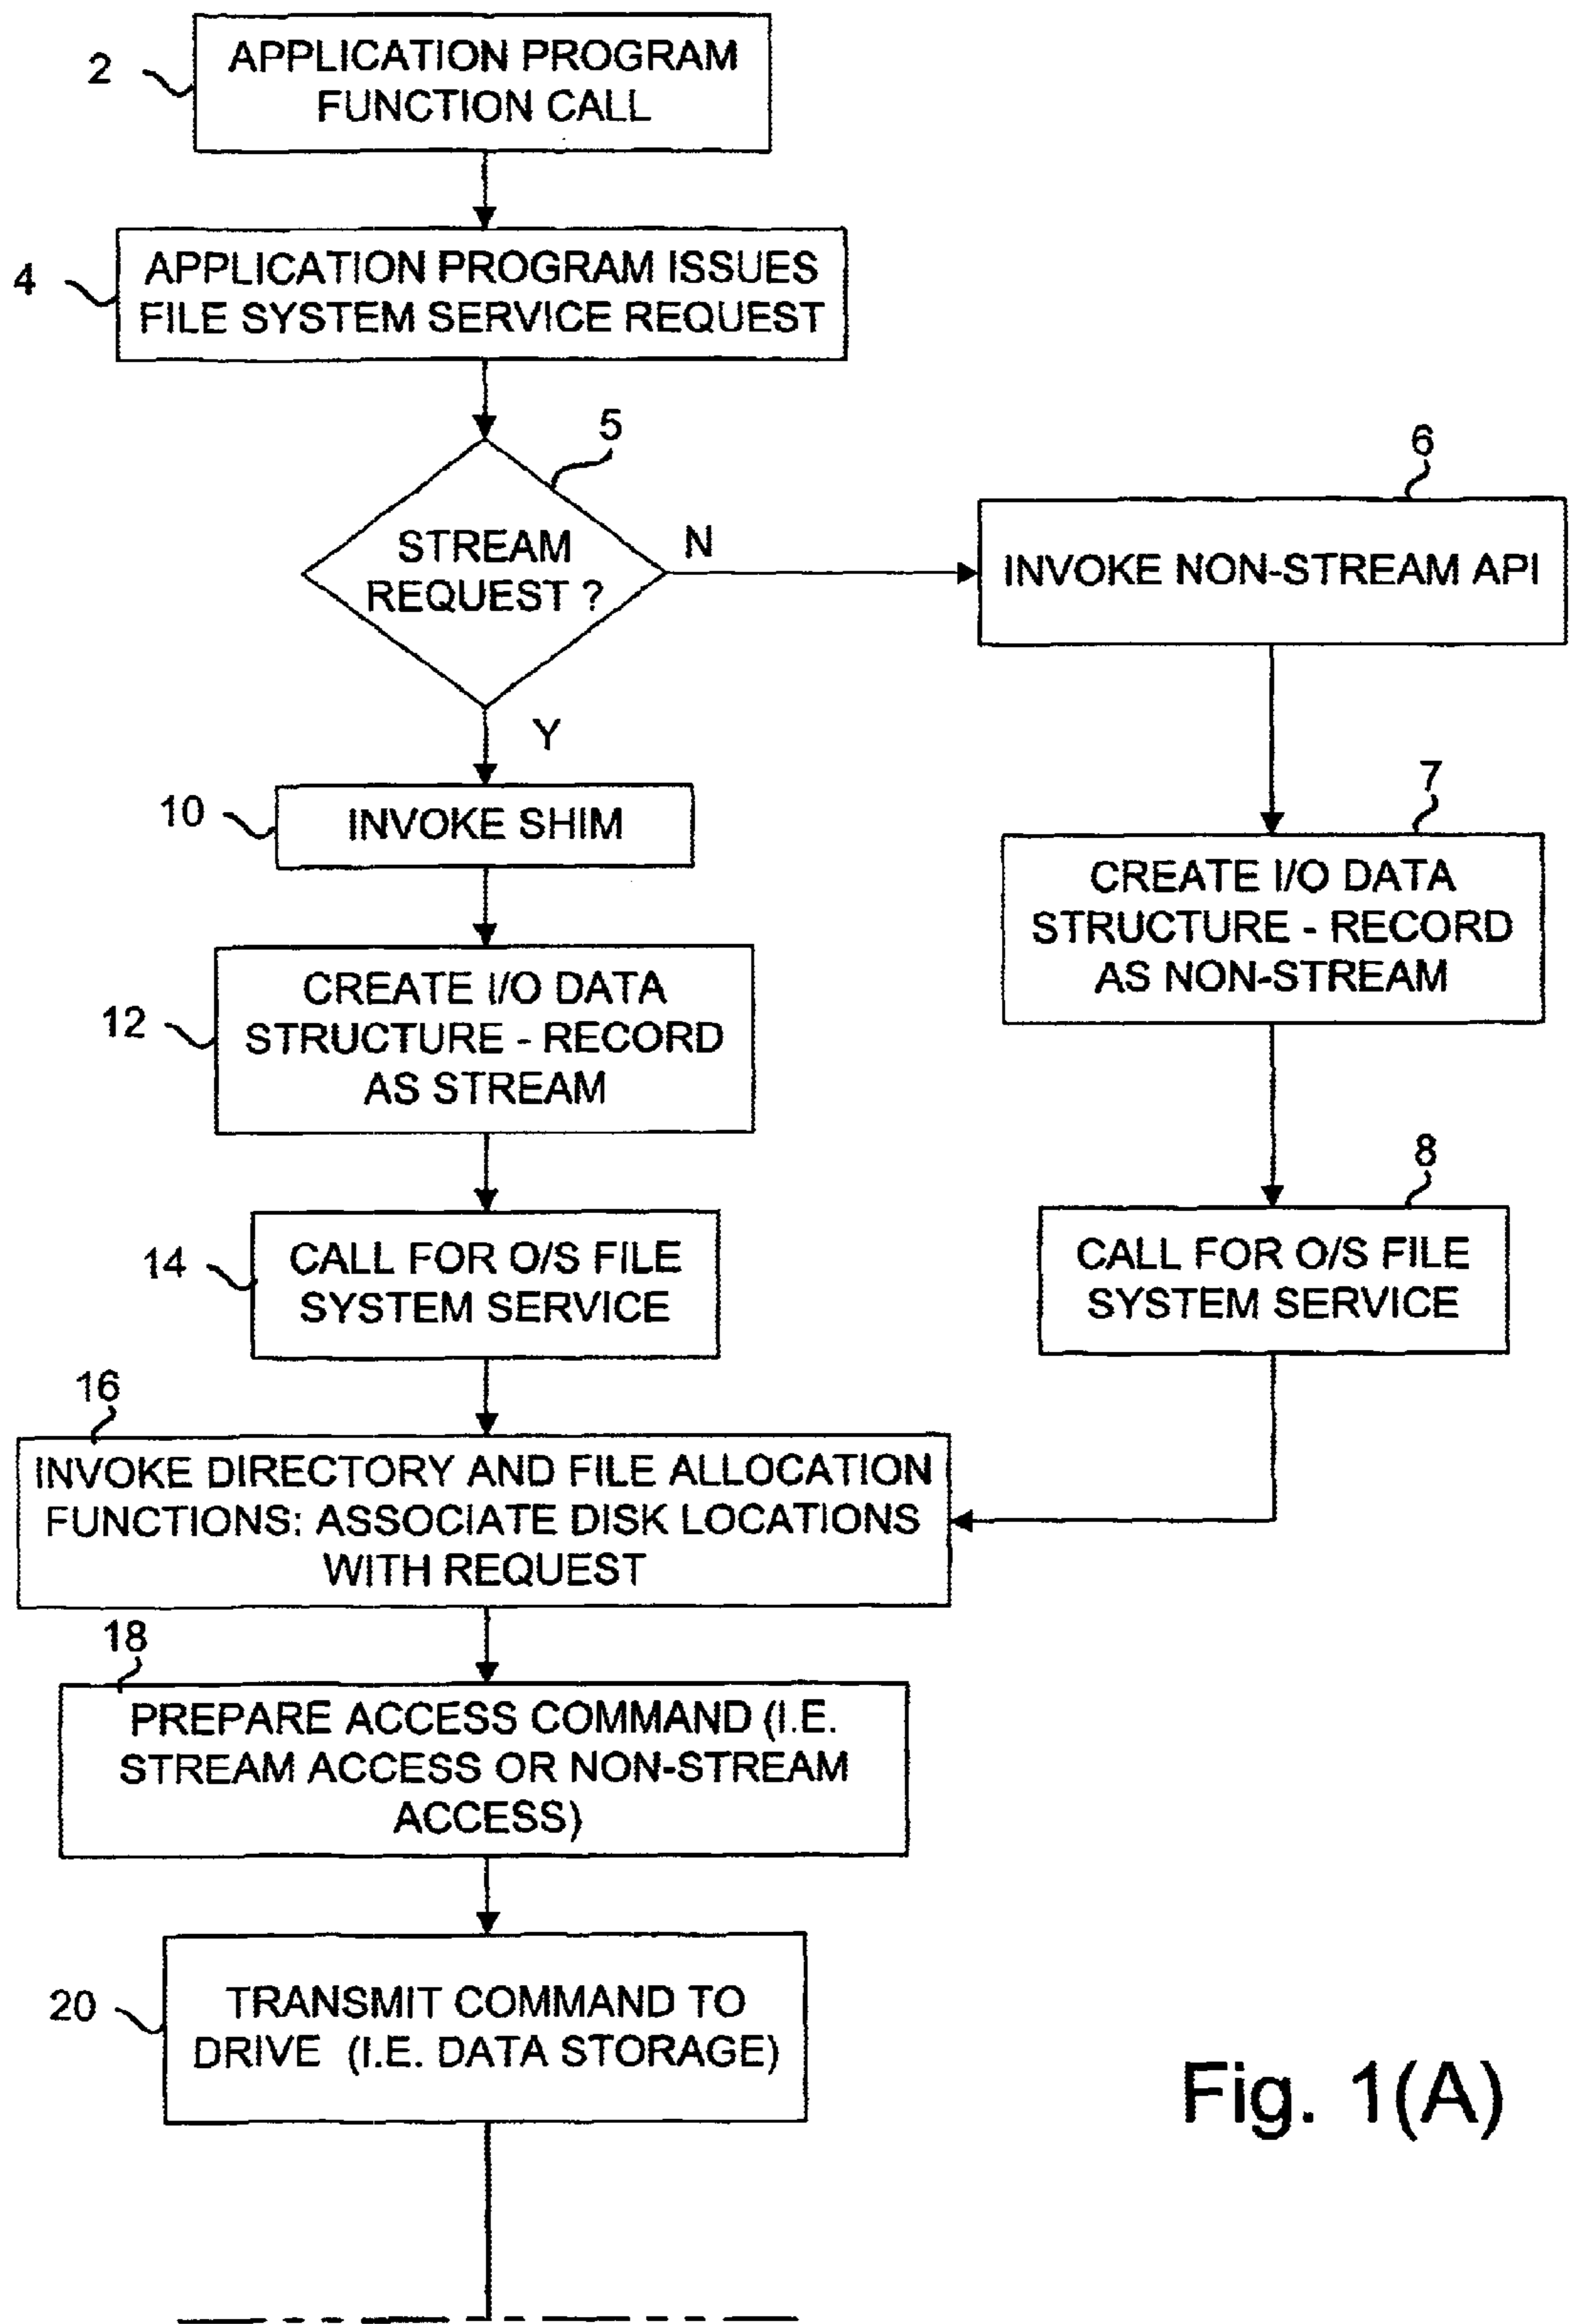 2
APPLICATION PROGRAM
FUNCTION CALL
4
APPLICATION PROGRAM ISSUES
FILE SYSTEM SERVICE REQUEST
5
STREAM
REQUEST ?
N
Y
6
INVOKE NON-STREAM API
7
CREATE I/O DATA
STRUCTURE - RECORD
AS NON-STREAM
8
CALL FOR O/S FILE
SYSTEM SERVICE
10
INVOKE SHIM
12
CREATE I/O DATA
STRUCTURE - RECORD
AS STREAM
14
CALL FOR O/S FILE
SYSTEM SERVICE
16
INVOKE DIRECTORY AND FILE ALLOCATION
FUNCTIONS: ASSOCIATE DISK LOCATIONS
WITH REQUEST
18
PREPARE ACCESS COMMAND (I.E.
STREAM ACCESS OR NON-STREAM
ACCESS)
20
TRANSMIT COMMAND TO
DRIVE (I.E. DATA STORAGE)
Fig. 1(A)